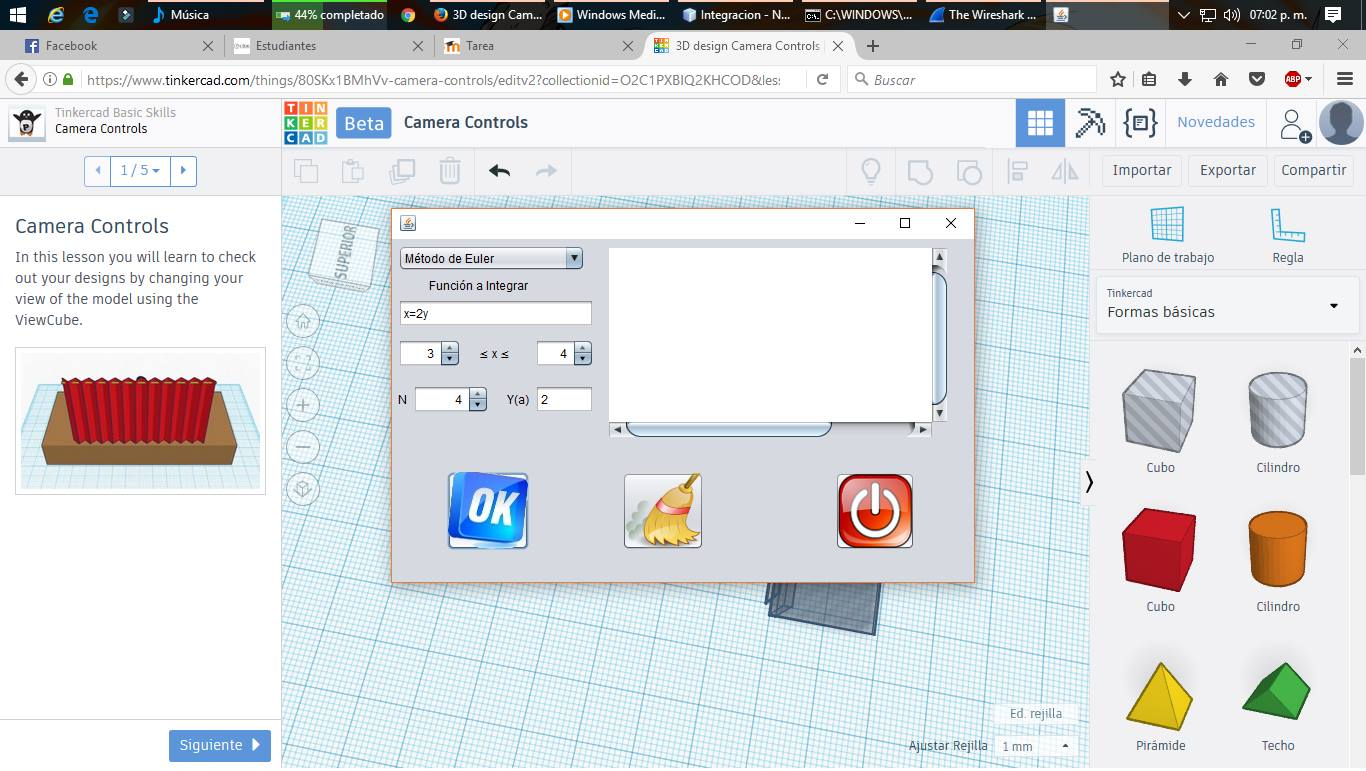 Música
44% completado
3D design Cam...
Windows Medi...
Integracion - N...
C:\WINDOWS\...
The Wireshark ...
07:02 p. m.
Facebook
Estudiantes
Tarea
3D design Camera Controls
https://www.tinkercad.com/things/80SKx1BMhVv-camera-controls/editv2?collectionid=O2C1PXBIQ2KHCOD&les:
Buscar
ABP
Tinkercad Basic Skills
Camera Controls
TINKERCAD
Beta
Camera Controls
Novedades
1 / 5
Importar
Exportar
Compartir
Camera Controls
In this lesson you will learn to check
out your designs by changing your
view of the model using the
ViewCube.
Siguiente
SUPERIOR
Método de Euler
Función a Integrar
x=2y
3 ≤ x ≤ 4
N 4 Y(a) 2
OK
Plano de trabajo
Regla
Tinkercad
Formas básicas
Cubo
Cilindro
Cubo
Cilindro
Pirámide
Techo
Ed. rejilla
Ajustar Rejilla 1 mm